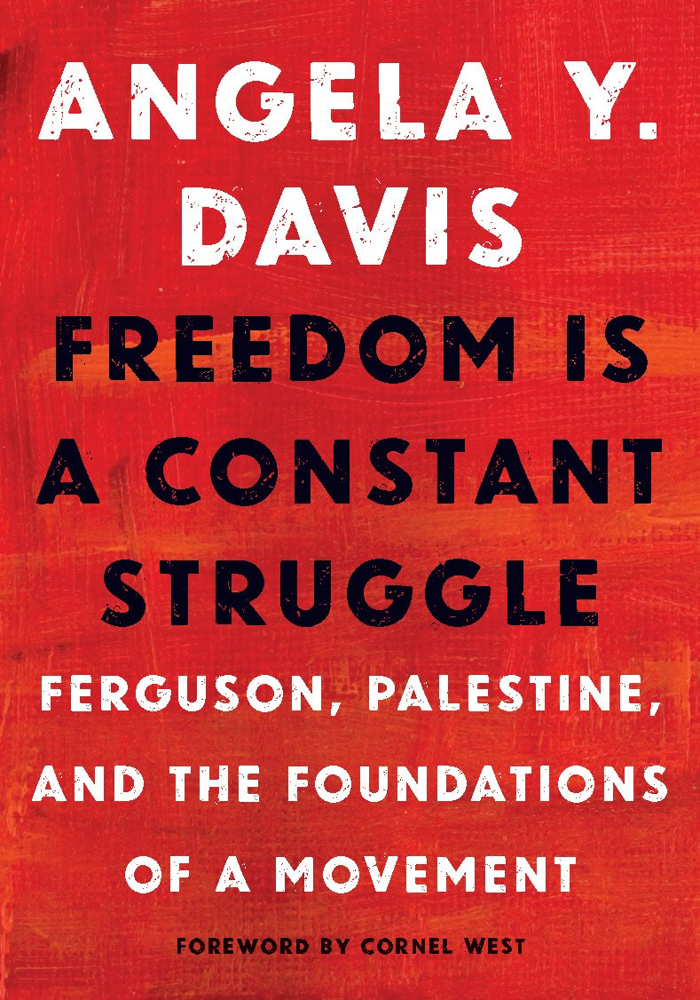 ANGELA Y.
DAVIS
FREEDOM IS
A CONSTANT
STRUGGLE
FERGUSON, PALESTINE,
AND THE FOUNDATIONS
OF A MOVEMENT
FOREWORD BY CORNEL WEST